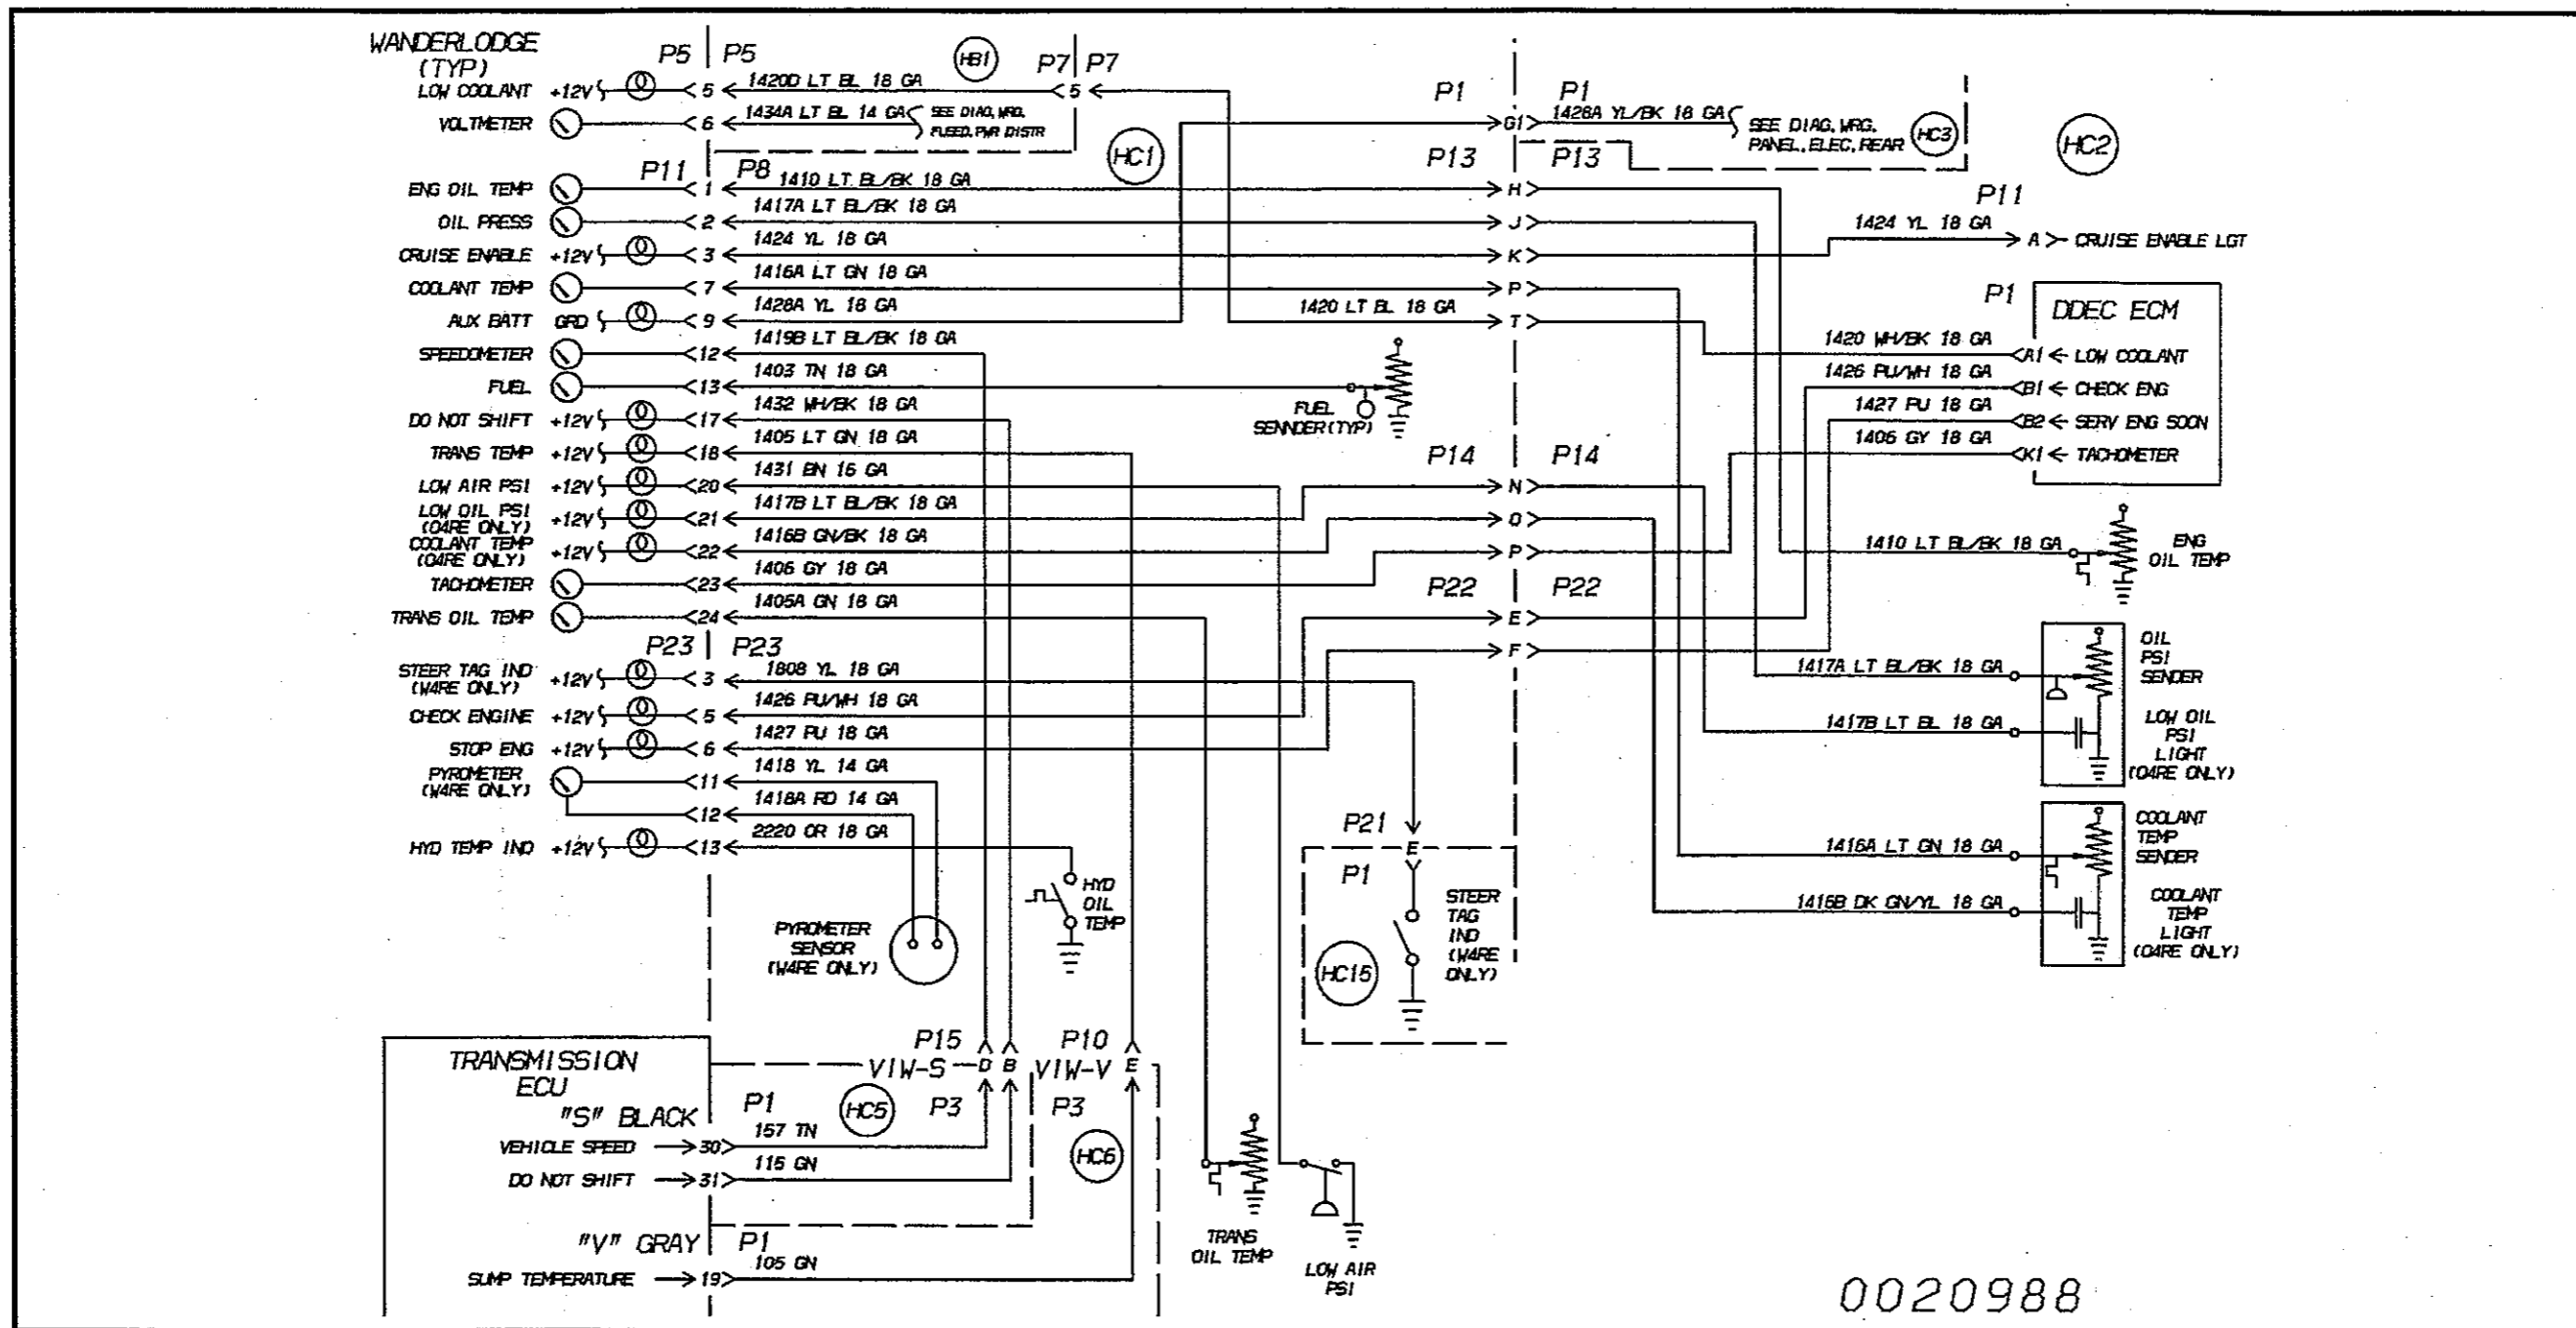 WANDERLODGE
(TYP)
P5 P5
HB1
P7 P7
LOW COOLANT +12V 5 1420D LT BL 18 GA 5
VOLTMETER 6 1434A LT BL 14 GA
SEE DIAG, WRG,
FUSED, PWR DISTR
HC1
P1 P1
G1 1428A YL/BK 18 GA
SEE DIAG, WRG,
PANEL, ELEC, REAR
HC3
HC2
P11 P8
P13 P13
ENG OIL TEMP 1 1410 LT BL/BK 18 GA H
OIL PRESS 2 1417A LT BL/BK 18 GA J
CRUISE ENABLE +12V 3 1424 YL 18 GA K
COOLANT TEMP 7 1416A LT GN 18 GA P
AUX BATT GRD 9 1428A YL 18 GA
1420 LT BL 18 GA T
SPEEDOMETER 12 1419B LT BL/BK 18 GA
FUEL 13 1403 TN 18 GA
FUEL
SENNDER(TYP)
DO NOT SHIFT +12V 17 1432 WH/BK 18 GA
TRANS TEMP +12V 18 1405 LT GN 18 GA
P14 P14
LOW AIR PSI +12V 20 1431 BN 16 GA N
LOW OIL PSI
(O4RE ONLY)
+12V 21 1417B LT BL/BK 18 GA O
COOLANT TEMP
(O4RE ONLY)
+12V 22 1416B GN/BK 18 GA P
TACHOMETER 23 1406 GY 18 GA
P22 P22
TRANS OIL TEMP 24 1405A GN 18 GA E
F
P23 P23
STEER TAG IND
(W4RE ONLY)
+12V 3 1808 YL 18 GA
CHECK ENGINE +12V 5 1426 PU/WH 18 GA
STOP ENG +12V 6 1427 PU 18 GA
PYROMETER
(W4RE ONLY)
11 1418 YL 14 GA
12 1418A RD 14 GA
HYD TEMP IND +12V 13 2220 OR 18 GA
P11
1424 YL 18 GA A CRUISE ENABLE LGT
P1
DDEC ECM
1420 WH/BK 18 GA A1 LOW COOLANT
1426 PU/WH 18 GA B1 CHECK ENG
1427 PU 18 GA B2 SERV ENG SOON
1406 GY 18 GA K1 TACHOMETER
1410 LT BL/BK 18 GA
ENG
OIL TEMP
1417A LT BL/BK 18 GA
OIL
PSI
SENDER
1417B LT BL 18 GA
LOW OIL
PSI
LIGHT
(O4RE ONLY)
1416A LT GN 18 GA
COOLANT
TEMP
SENDER
1416B DK GN/YL 18 GA
COOLANT
TEMP
LIGHT
(O4RE ONLY)
PYROMETER
SENSOR
(W4RE ONLY)
HYD
OIL
TEMP
P21
E
P1
STEER
TAG
IND
(W4RE
ONLY)
HC15
TRANSMISSION
ECU
P15 P10
VIW-S D B VIW-V E
P3 P3
HC5
HC6
"S" BLACK P1
VEHICLE SPEED 30 157 TN
DO NOT SHIFT 31 115 GN
"V" GRAY P1
SUMP TEMPERATURE 19 105 GN
TRANS
OIL TEMP
LOW AIR
PSI
0020988